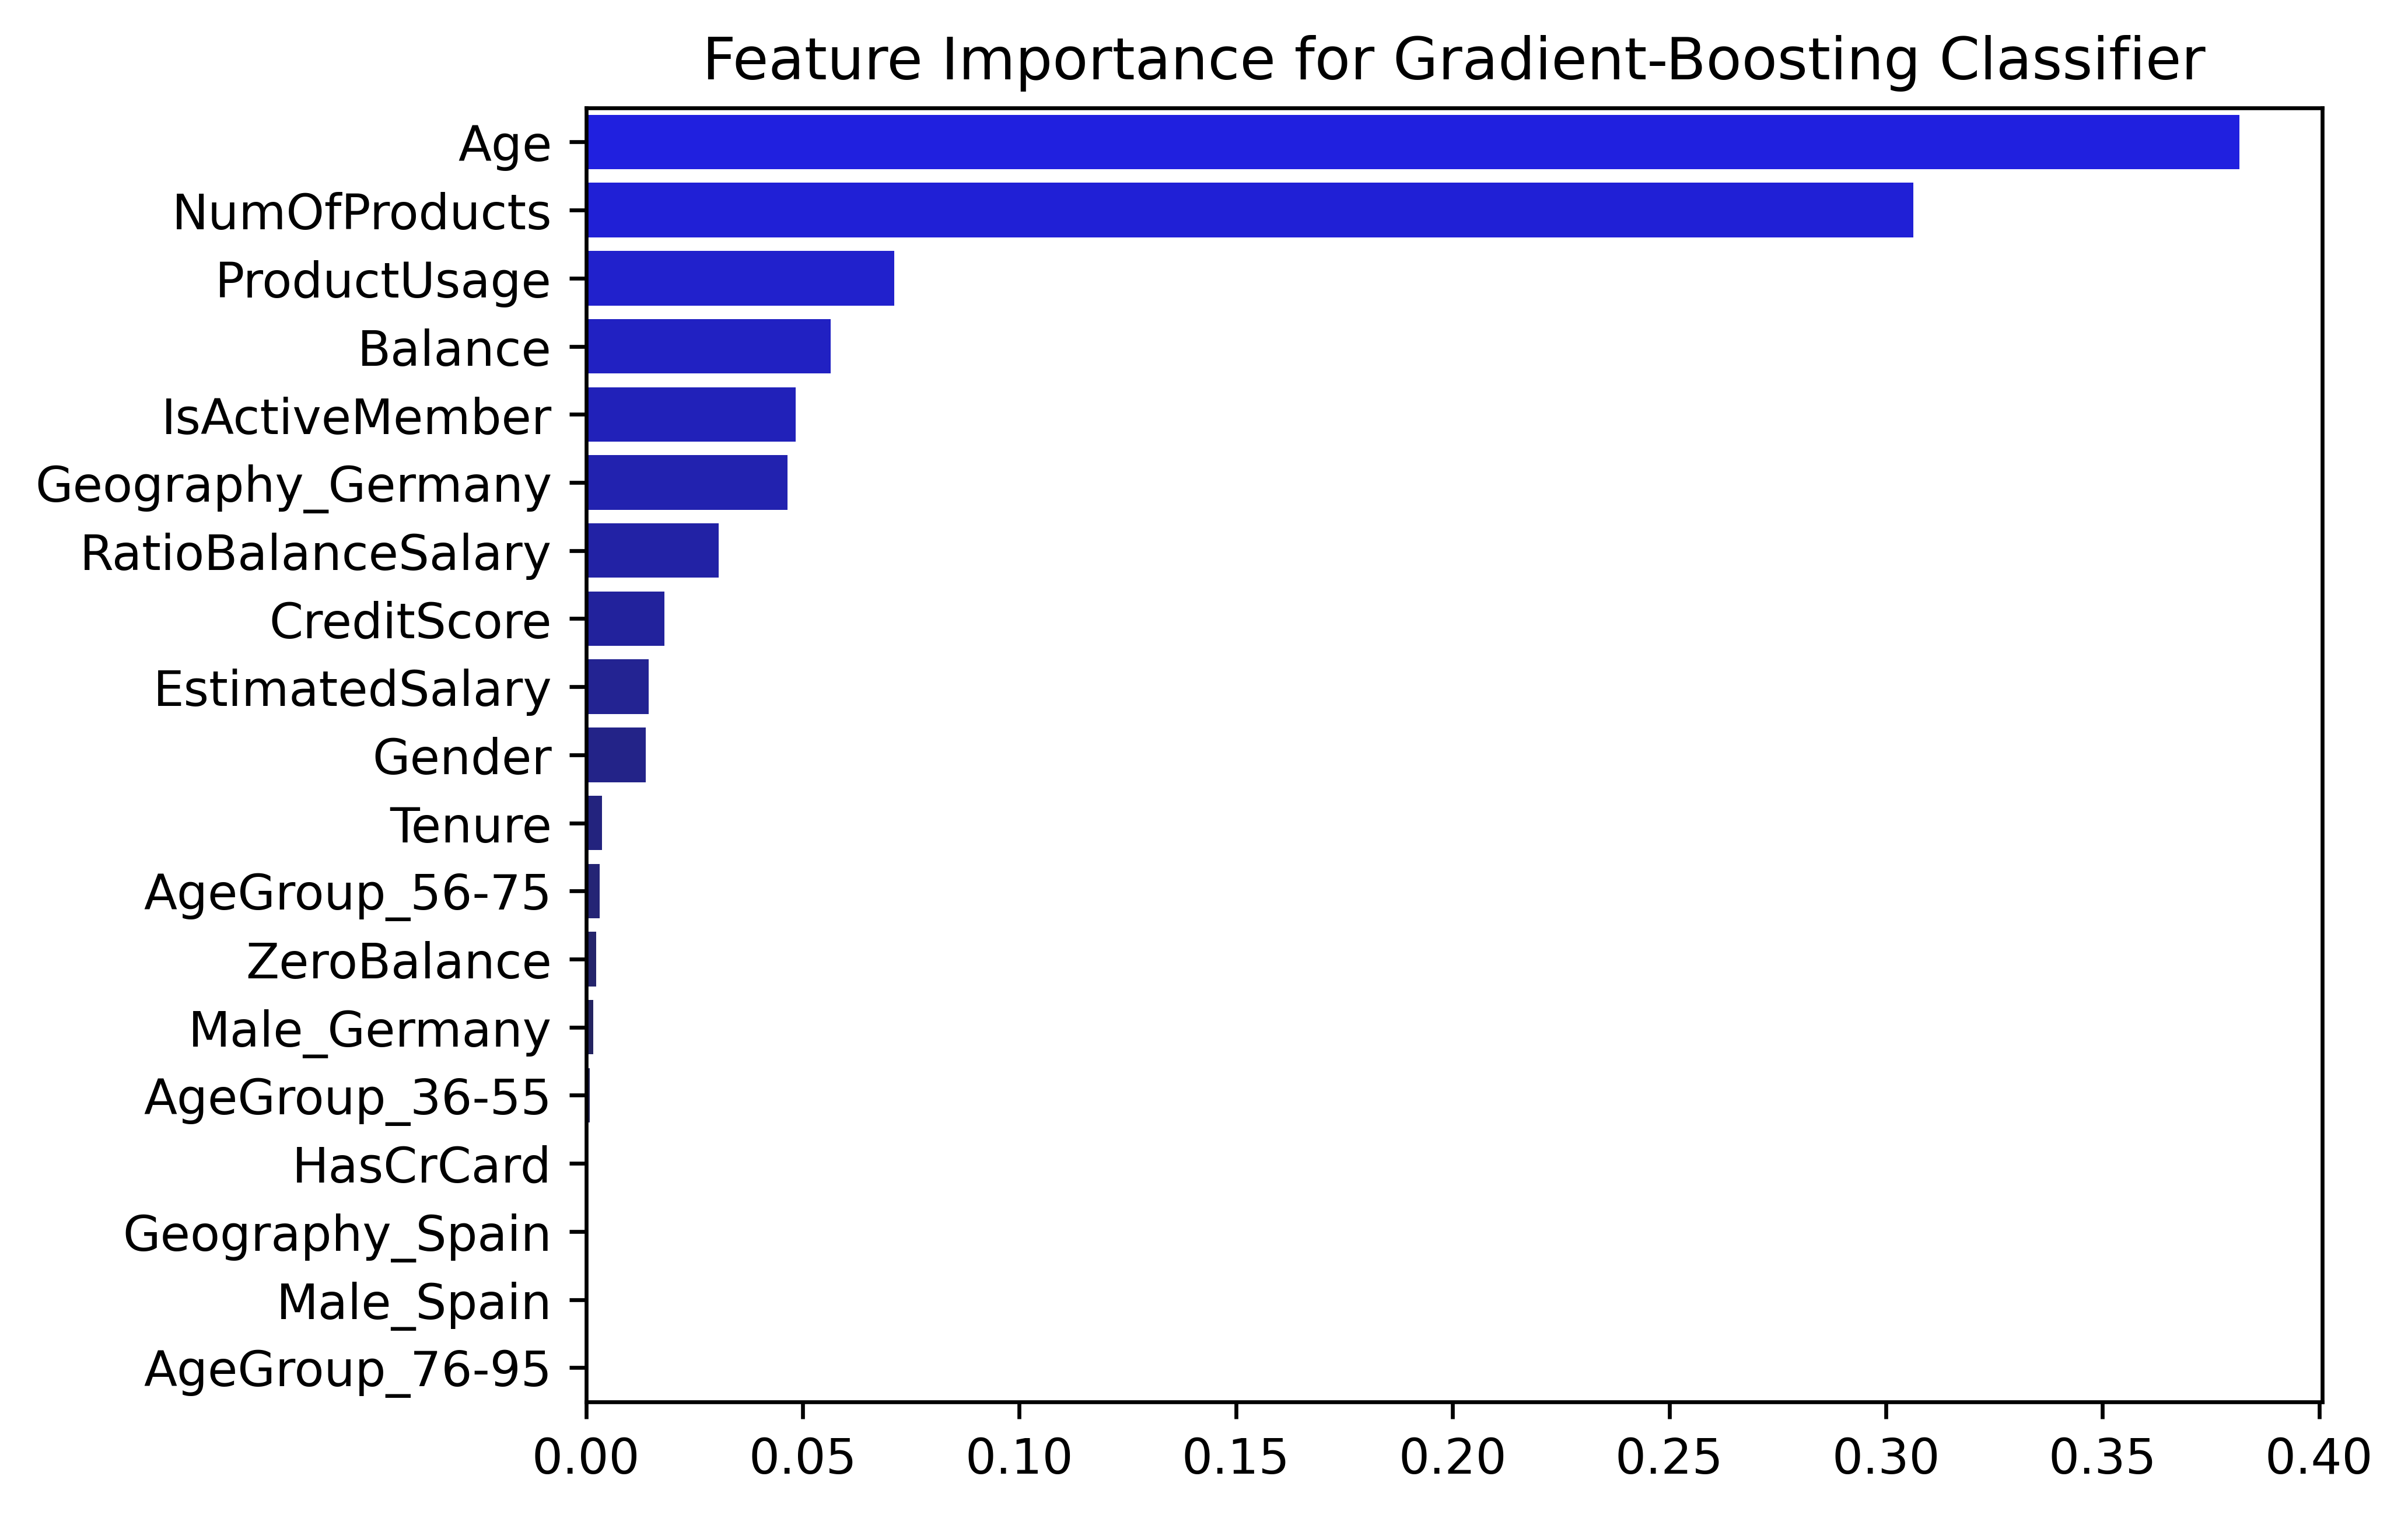 Feature Importance for Gradient-Boosting Classifier
Age
NumOfProducts
ProductUsage
Balance
IsActiveMember
Geography_Germany
RatioBalanceSalary
CreditScore
EstimatedSalary
Gender
Tenure
AgeGroup_56-75
ZeroBalance
Male_Germany
AgeGroup_36-55
HasCrCard
Geography_Spain
Male_Spain
AgeGroup_76-95
0.00 0.05 0.10 0.15 0.20 0.25 0.30 0.35 0.40